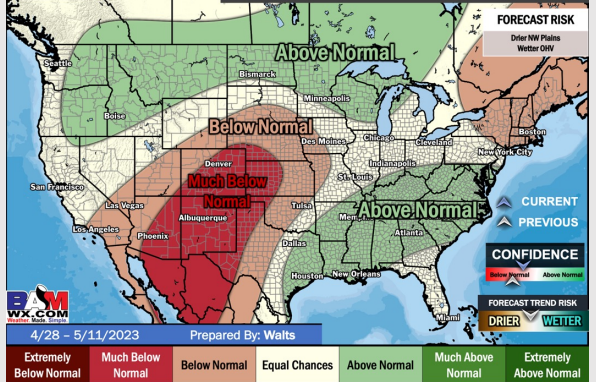 FORECAST RISK
Drier NW Plains
Wetter OHV
Above Normal
Seattle
Bismarck
Minneapolis
Boise
Below Normal
Boston
Chicago
Cleveland
Des Moines
New York City
Denver
Indianapolis
Much Below
Normal
St. Louis
San Francisco
Las Vegas
Tulsa
Above Normal
CURRENT
Albuquerque
PREVIOUS
Los Angeles
Phoenix
Atlanta
Dallas
CONFIDENCE
Below Normal
Above Normal
Houston
New Orleans
BAM
WX.COM
Weather. Made. Simple.
FORECAST TREND RISK
DRIER
WETTER
Miami
4/28 – 5/11/2023
Prepared By: Walts
Extremely
Below Normal
Much Below
Normal
Below Normal
Equal Chances
Above Normal
Much Above
Normal
Extremely
Above Normal